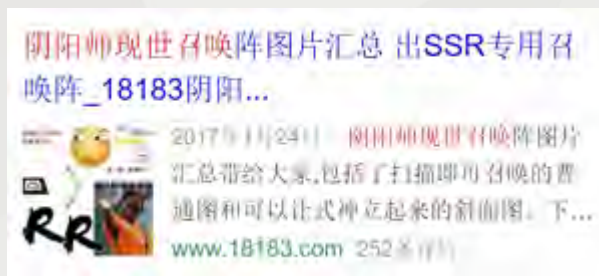 阴阳师现世召唤阵图片汇总 出SSR专用召
唤阵_18183阴阳...
2017年1月24日 阴阳师现世召唤阵图片
汇总带给大家,包括了扫描即可召唤的普
通图和可以让式神立起来的斜面图。下...
www.18183.com 252条评价
RR